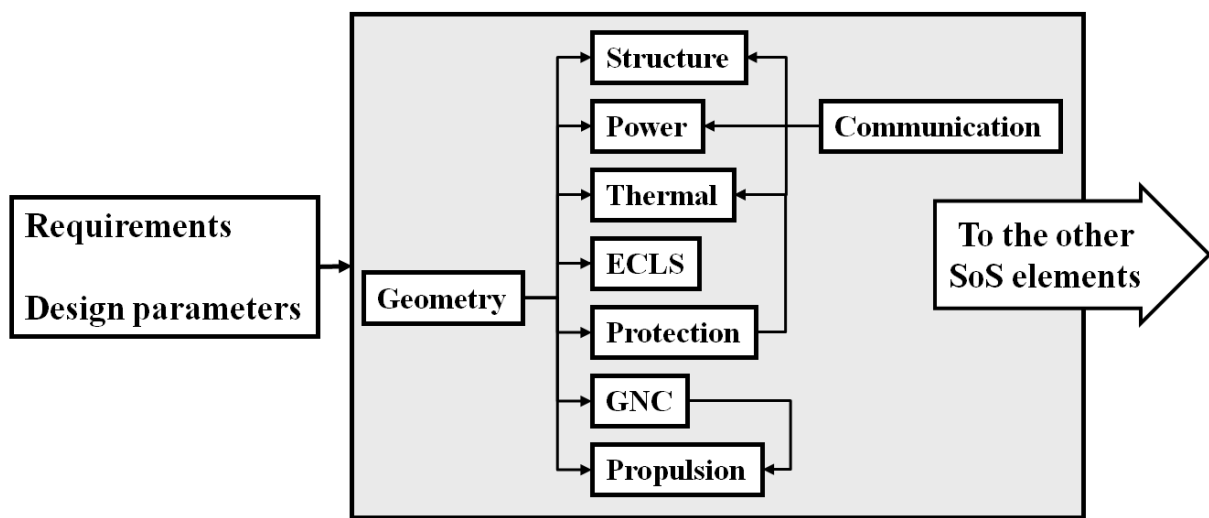 Requirements
Design parameters
Geometry
Structure
Power
Thermal
ECLS
Protection
GNC
Propulsion
Communication
To the other
SoS elements